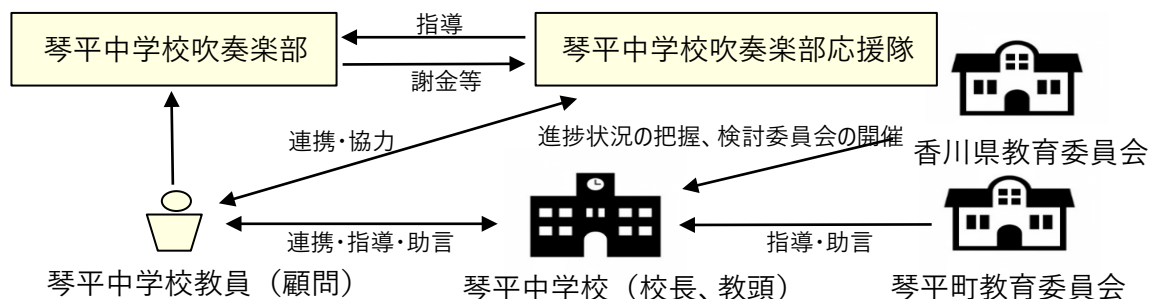 琴平中学校吹奏楽部
指導
謝金等
琴平中学校吹奏楽部応援隊
連携・協力
進捗状況の把握、検討委員会の開催
香川県教育委員会
連携・指導・助言
指導・助言
琴平中学校教員（顧問）
琴平中学校（校長、教頭）
琴平町教育委員会